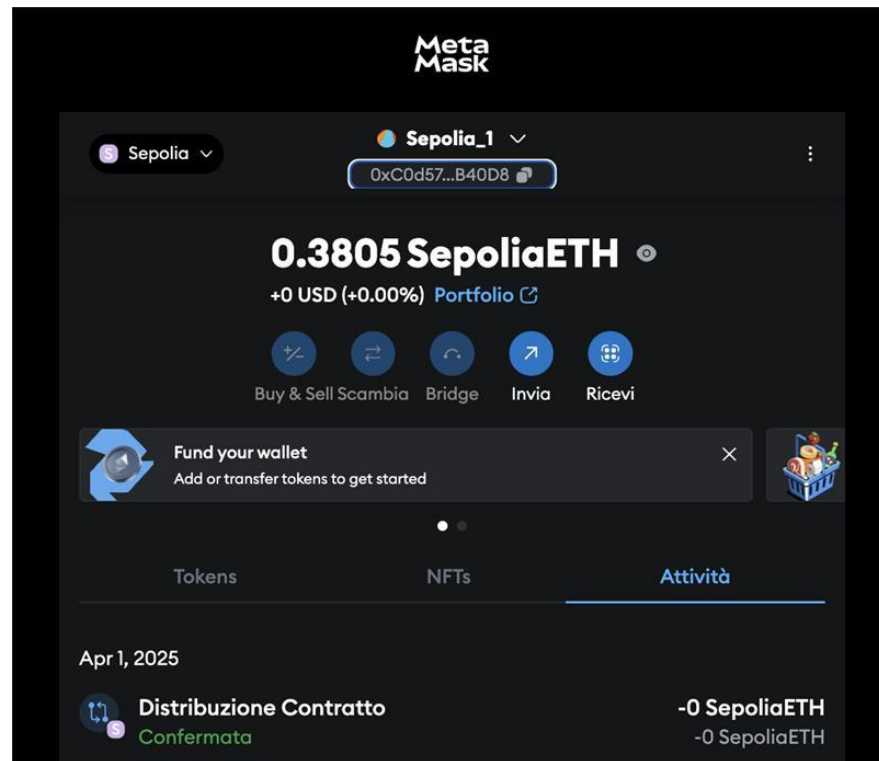 Meta
Mask
S Sepolia
Sepolia_1
0xC0d57...B40D8
0.3805 SepoliaETH
+0 USD (+0.00%) Portfolio
Buy & Sell Scambia Bridge Invia Ricevi
Fund your wallet
Add or transfer tokens to get started
Tokens NFTs Attività
Apr 1, 2025
Distribuzione Contratto -0 SepoliaETH
S Confermata -0 SepoliaETH